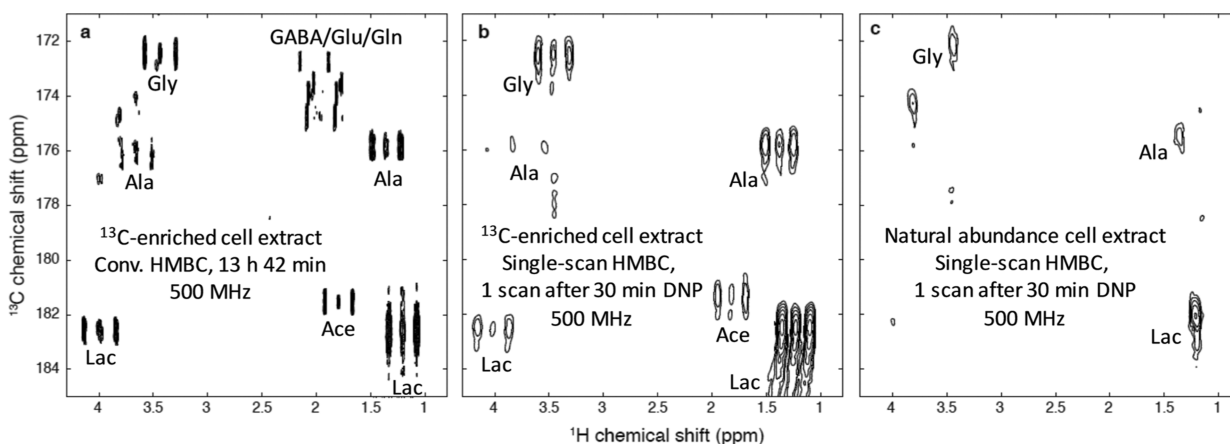 172
174
176
178
180
182
184
¹³C chemical shift (ppm)
a
GABA/Glu/Gln
Gly
Ala
Ala
¹³C-enriched cell extract
Conv. HMBC, 13 h 42 min
500 MHz
Ace
Lac
Lac
4
3.5
3
2.5
2
1.5
1
b
Gly
Ala
Ala
¹³C-enriched cell extract
Single-scan HMBC,
1 scan after 30 min DNP
500 MHz
Ace
Lac
Lac
4
3.5
3
2.5
2
1.5
1
c
Gly
Ala
Natural abundance cell extract
Single-scan HMBC,
1 scan after 30 min DNP
500 MHz
Lac
4
3.5
3
2.5
2
1.5
1
¹H chemical shift (ppm)